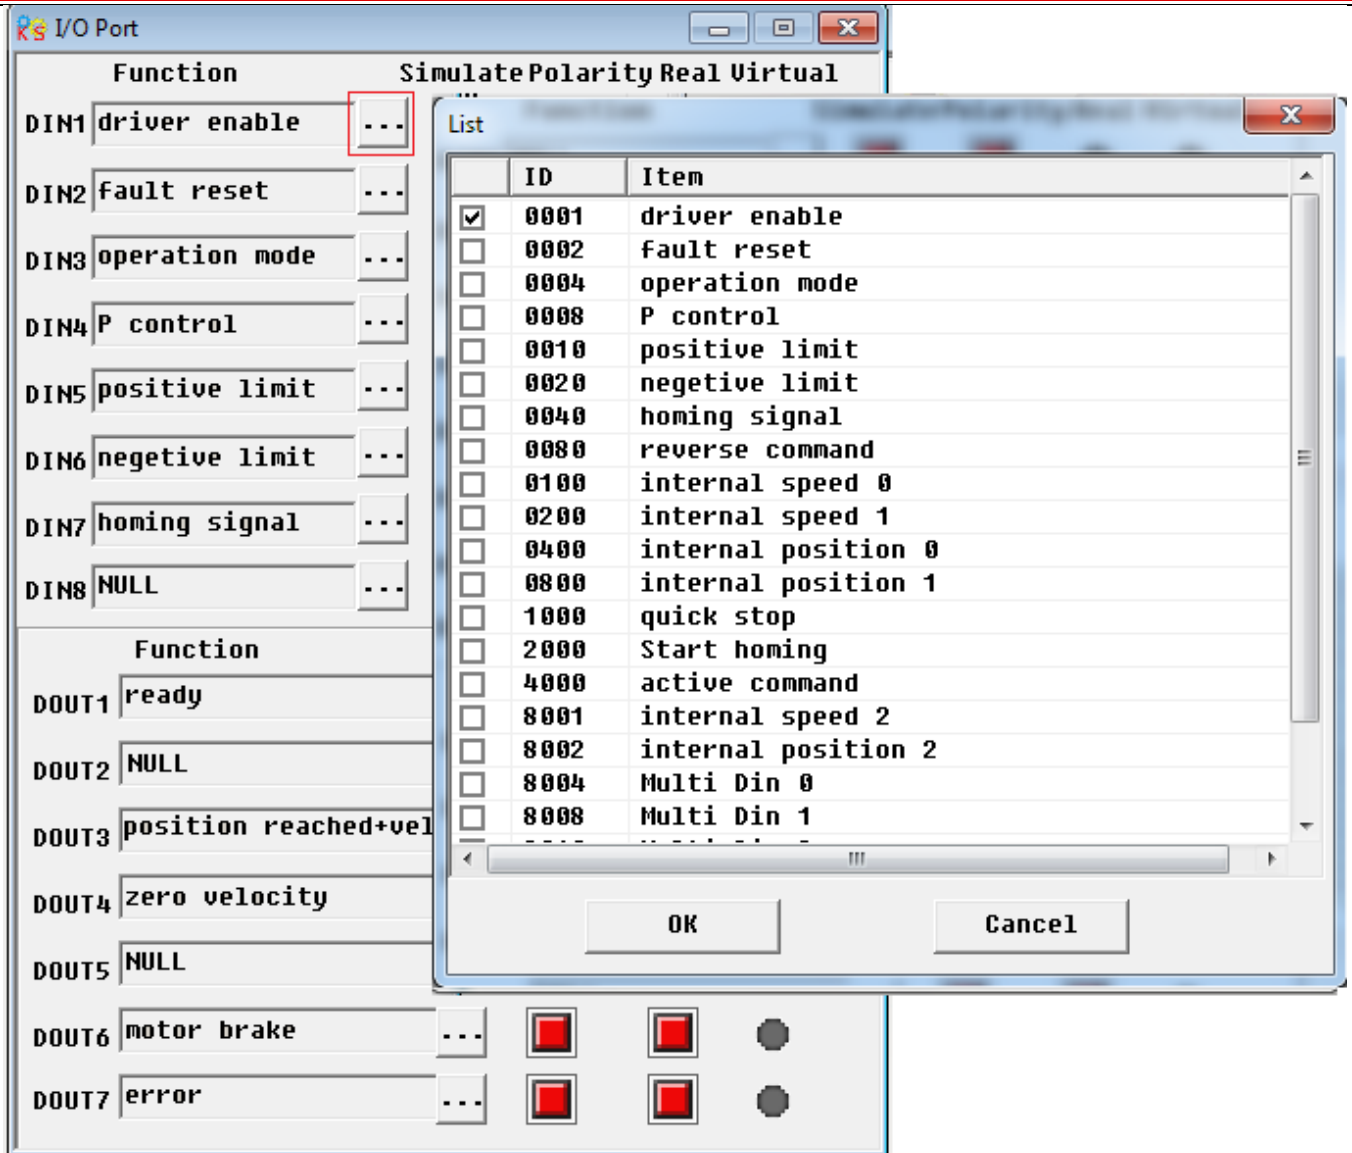 I/O Port
Function Simulate Polarity Real Virtual
DIN1 driver enable ...
DIN2 fault reset ...
DIN3 operation mode ...
DIN4 P control ...
DIN5 positive limit ...
DIN6 negetive limit ...
DIN7 homing signal ...
DIN8 NULL ...
Function
DOUT1 ready
DOUT2 NULL
DOUT3 position reached+vel
DOUT4 zero velocity
DOUT5 NULL
DOUT6 motor brake ...
DOUT7 error ...
List
ID Item
0001 driver enable
0002 fault reset
0004 operation mode
0008 P control
0010 positive limit
0020 negetive limit
0040 homing signal
0080 reverse command
0100 internal speed 0
0200 internal speed 1
0400 internal position 0
0800 internal position 1
1000 quick stop
2000 Start homing
4000 active command
8001 internal speed 2
8002 internal position 2
8004 Multi Din 0
8008 Multi Din 1
OK Cancel